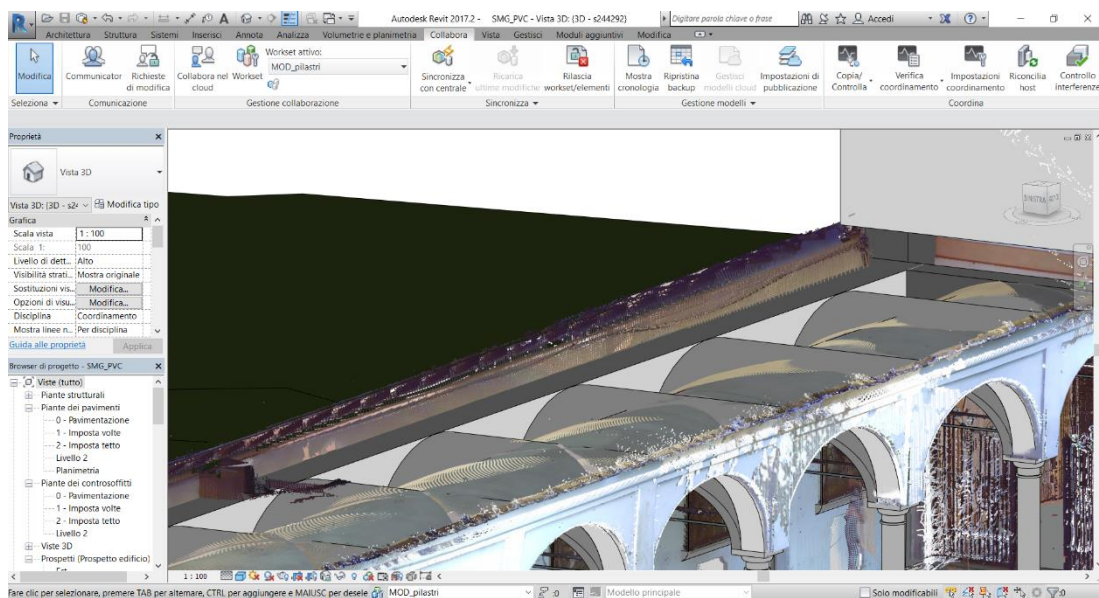 Autodesk Revit 2017.2 - SMG_PVC - Vista 3D: {3D - s244292}
Digitare parola chiave o frase
Accedi
Architettura Struttura Sistemi Inserisci Annota Analizza Volumetrie e planimetria Collabora Vista Gestisci Moduli aggiuntivi Modifica
Modifica
Communicator
Richieste di modifica
Collabora nel cloud
Workset
Workset attivo:
MOD_pilastri
Sincronizza con centrale
Ricarica ultime modifiche
Rilascia workset/elementi
Mostra cronologia
Ripristina backup
Gestisci modelli cloud
Impostazioni di pubblicazione
Copia/ Controlla
Verifica coordinamento
Impostazioni coordinamento
Riconcilia host
Controllo interferenze
Seleziona
Comunicazione
Gestione collaborazione
Sincronizza
Gestione modelli
Coordina
Proprietà
Vista 3D
Vista 3D: {3D - s24
Modifica tipo
Grafica
Scala vista 1 : 100
Scala 1: 100
Livello di dett... Alto
Visibilità strati... Mostra originale
Sostituzioni vis... Modifica...
Opzioni di visu... Modifica...
Disciplina Coordinamento
Mostra linee n... Per disciplina
Guida alle proprietà
Applica
Browser di progetto - SMG_PVC
Viste (tutto)
Piante strutturali
Piante dei pavimenti
0 - Pavimentazione
1 - Imposta volte
2 - Imposta tetto
Livello 2
Planimetria
Piante dei controsoffitti
0 - Pavimentazione
1 - Imposta volte
2 - Imposta tetto
Livello 2
Viste 3D
Prospetti (Prospetto edificio)
SINISTRA
1 : 100
Fare clic per selezionare, premere TAB per alternare, CTRL per aggiungere e MAIUSC per desele
MOD_pilastri
:0
Modello principale
Solo modificabili
:0